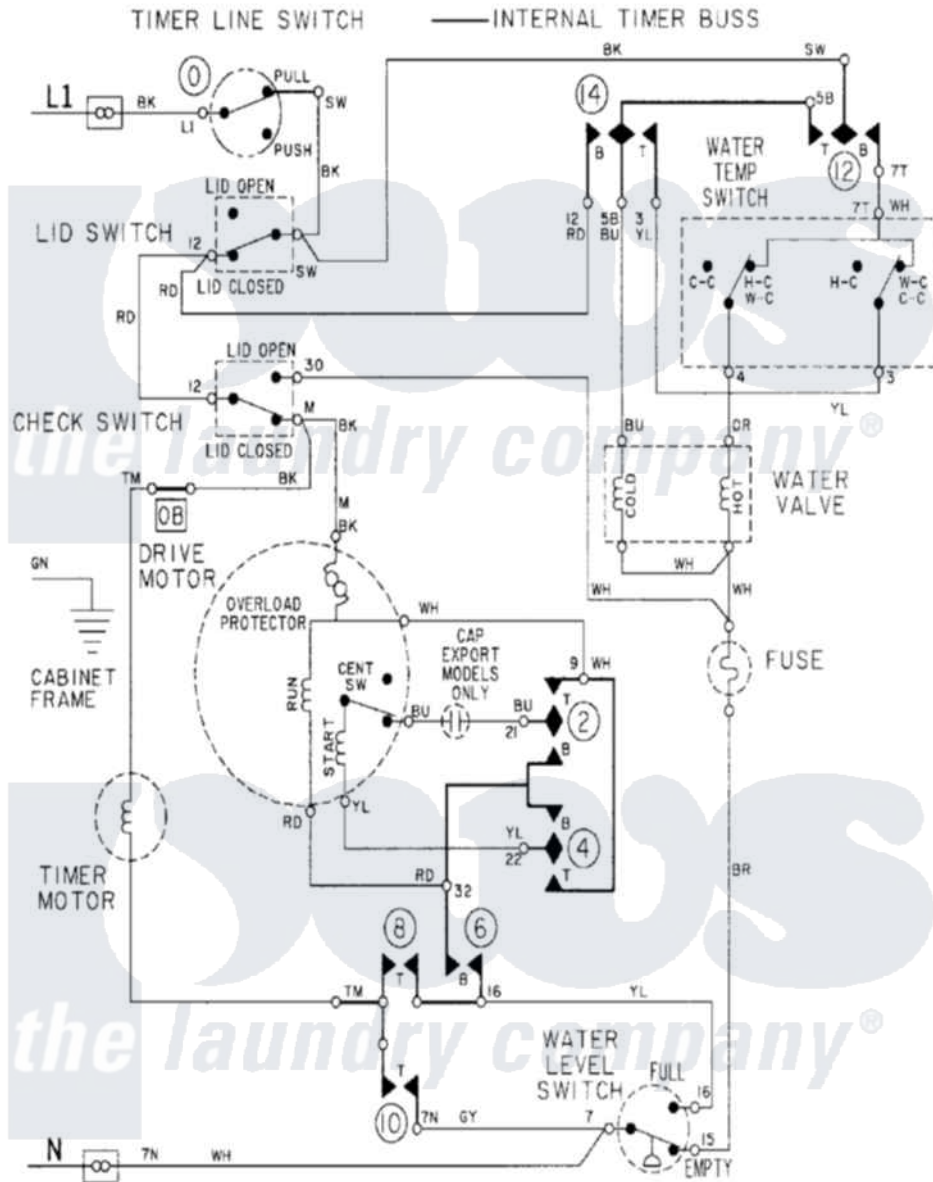 TIMER LINE SWITCH
INTERNAL TIMER BUSS
L1
BK
0
L1
PULL
SW
PUSH
BK
BK
SW
14
5B
B
T
T
B
12
WATER
TEMP
SWITCH
7T
7T
WH
LID OPEN
LID SWITCH
12
SW
LID CLOSED
RD
RD
12
RD
5B
BU
3
YL
C-C
H-C
W-C
H-C
W-C
C-C
4
3
YL
LID OPEN
30
12
M
BK
CHECK SWITCH
LID CLOSED
BK
TM
OB
M
BK
BU
OR
COLD
HOT
WATER
VALVE
WH
WH
WH
DRIVE
MOTOR
GN
CABINET
FRAME
OVERLOAD
PROTECTOR
WH
CAP
EXPORT
MODELS
ONLY
9
WH
FUSE
RUN
CENT
SW
START
BU
BU
21
T
2
B
B
YL
YL
22
4
T
RD
RD
32
BR
TIMER
MOTOR
8
6
T
B
TM
16
YL
T
10
7N
GY
WATER
LEVEL
SWITCH
FULL
16
7
15
EMPTY
N
7N
WH
the laundry company®
the laundry company®